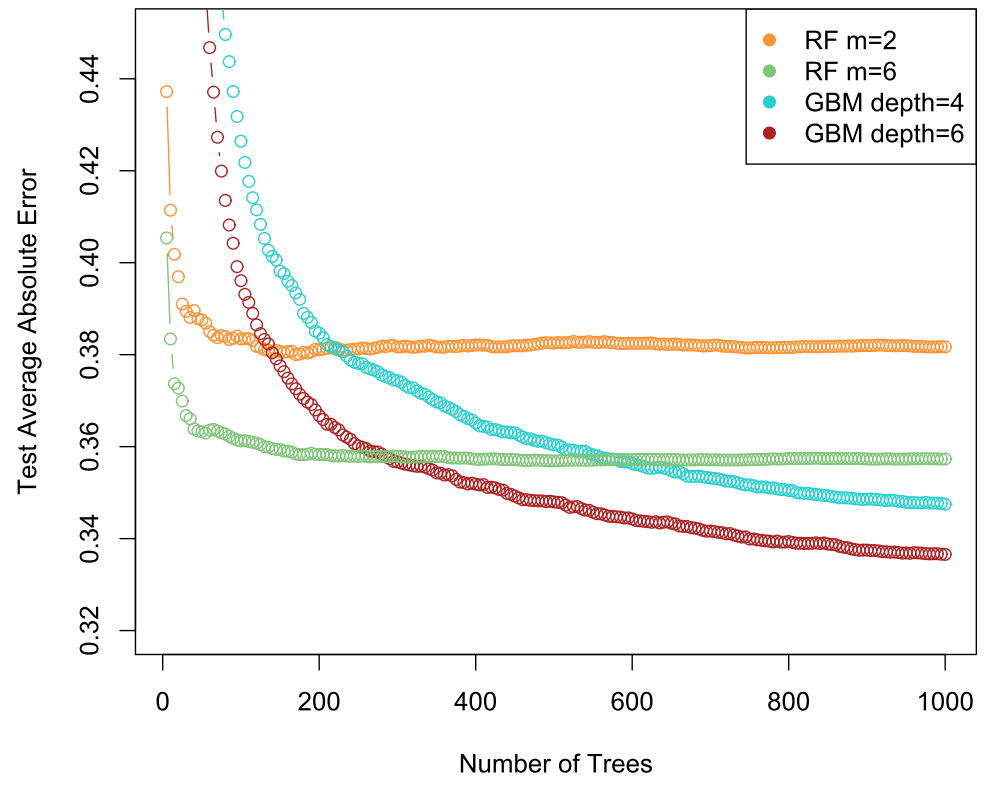 RF m=2
RF m=6
GBM depth=4
GBM depth=6
Test Average Absolute Error
0.44
0.42
0.40
0.38
0.36
0.34
0.32
0 200 400 600 800 1000
Number of Trees